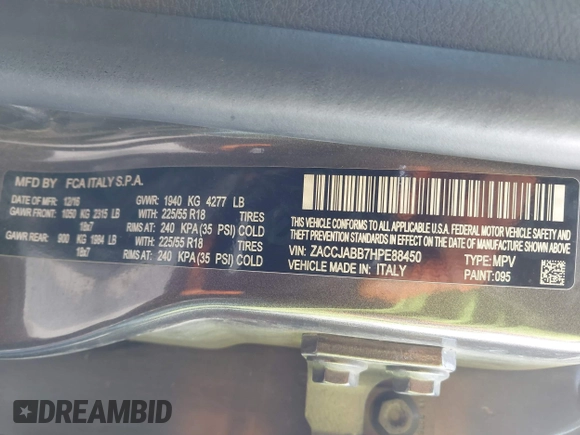 MFD BY FCA ITALY S.P.A.
DATE OF MFD: 12/16 GVWR: 1940 KG 4277 LB
GAWR FRONT: 1050 KG 2315 LB WITH: 225/55 R18 TIRES
18x7 RIMS AT: 240 KPA (35 PSI) COLD
GAWR REAR: 900 KG 1984 LB WITH: 225/55 R18 TIRES
18x7 RIMS AT: 240 KPA (35 PSI) COLD
THIS VEHICLE CONFORMS TO ALL APPLICABLE U.S.A. FEDERAL MOTOR VEHICLE SAFETY,
BUMPER, AND THEFT PREVENTION STANDARDS IN EFFECT ON THE DATE OF MANUFACTURE SHOWN ABOVE.
VIN: ZACCJABB7HPE88450 TYPE: MPV
VEHICLE MADE IN: ITALY PAINT: 095
DREAMBID